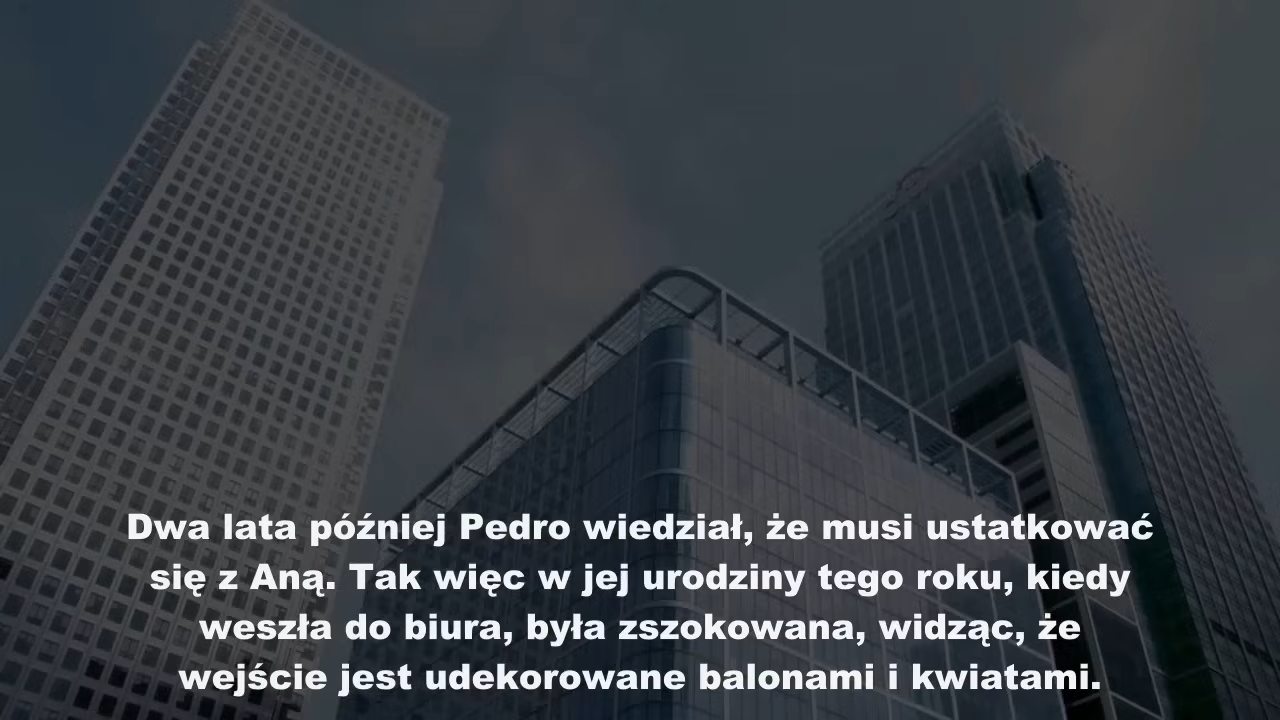 Dwa lata później Pedro wiedział, że musi ustatkować
się z Aną. Tak więc w jej urodziny tego roku, kiedy
weszła do biura, była zszokowana, widząc, że
wejście jest udekorowane balonami i kwiatami.